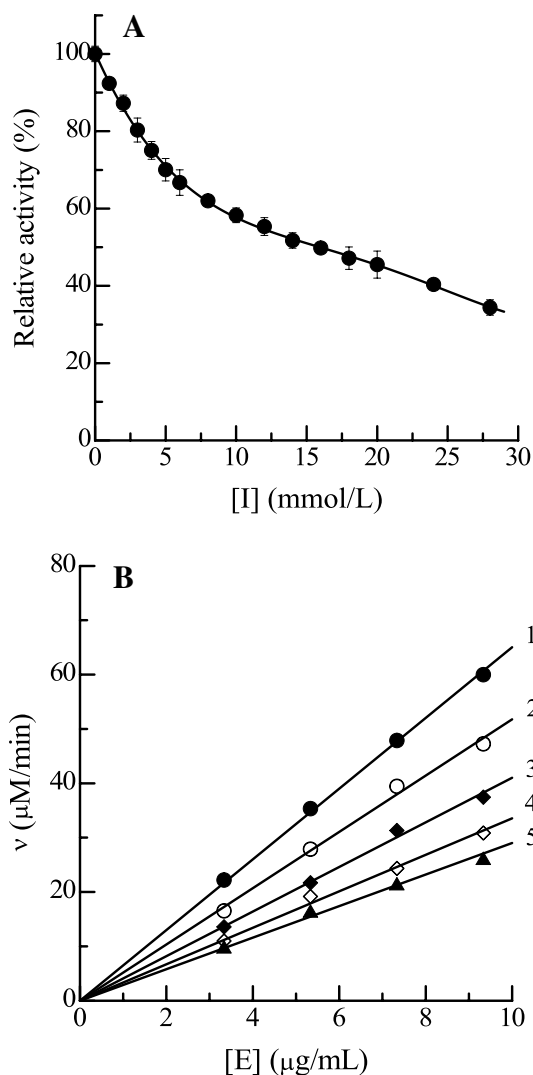 A
100
80
60
40
20
0
Relative activity (%)
0 5 10 15 20 25 30
[I] (mmol/L)
B
80
60
40
20
0
ν (μM/min)
1
2
3
4
5
0 2 4 6 8 10
[E] (μg/mL)